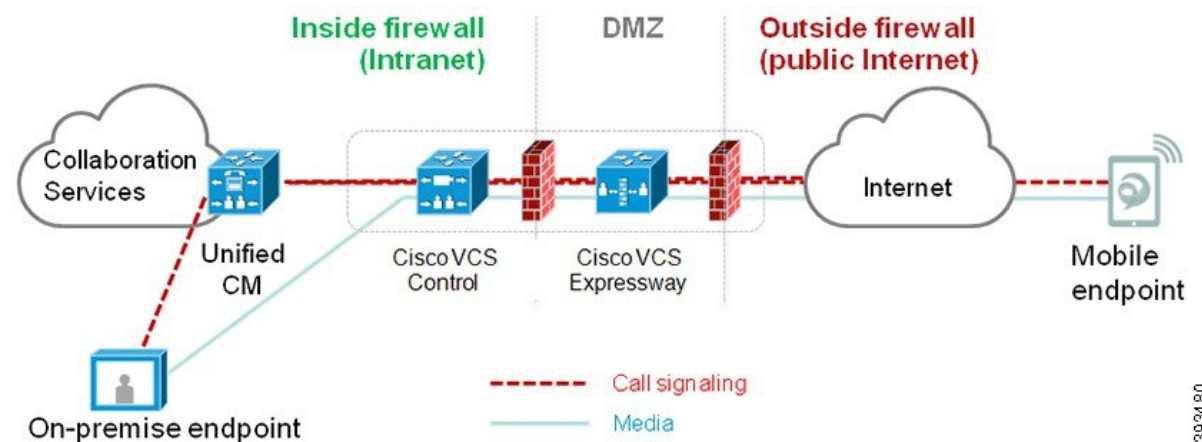 Inside firewall
(Intranet)
DMZ
Outside firewall
(public Internet)
Collaboration
Services
Internet
Unified
CM
Cisco VCS
Control
Cisco VCS
Expressway
Mobile
endpoint
On-premise endpoint
Call signaling
Media
393480